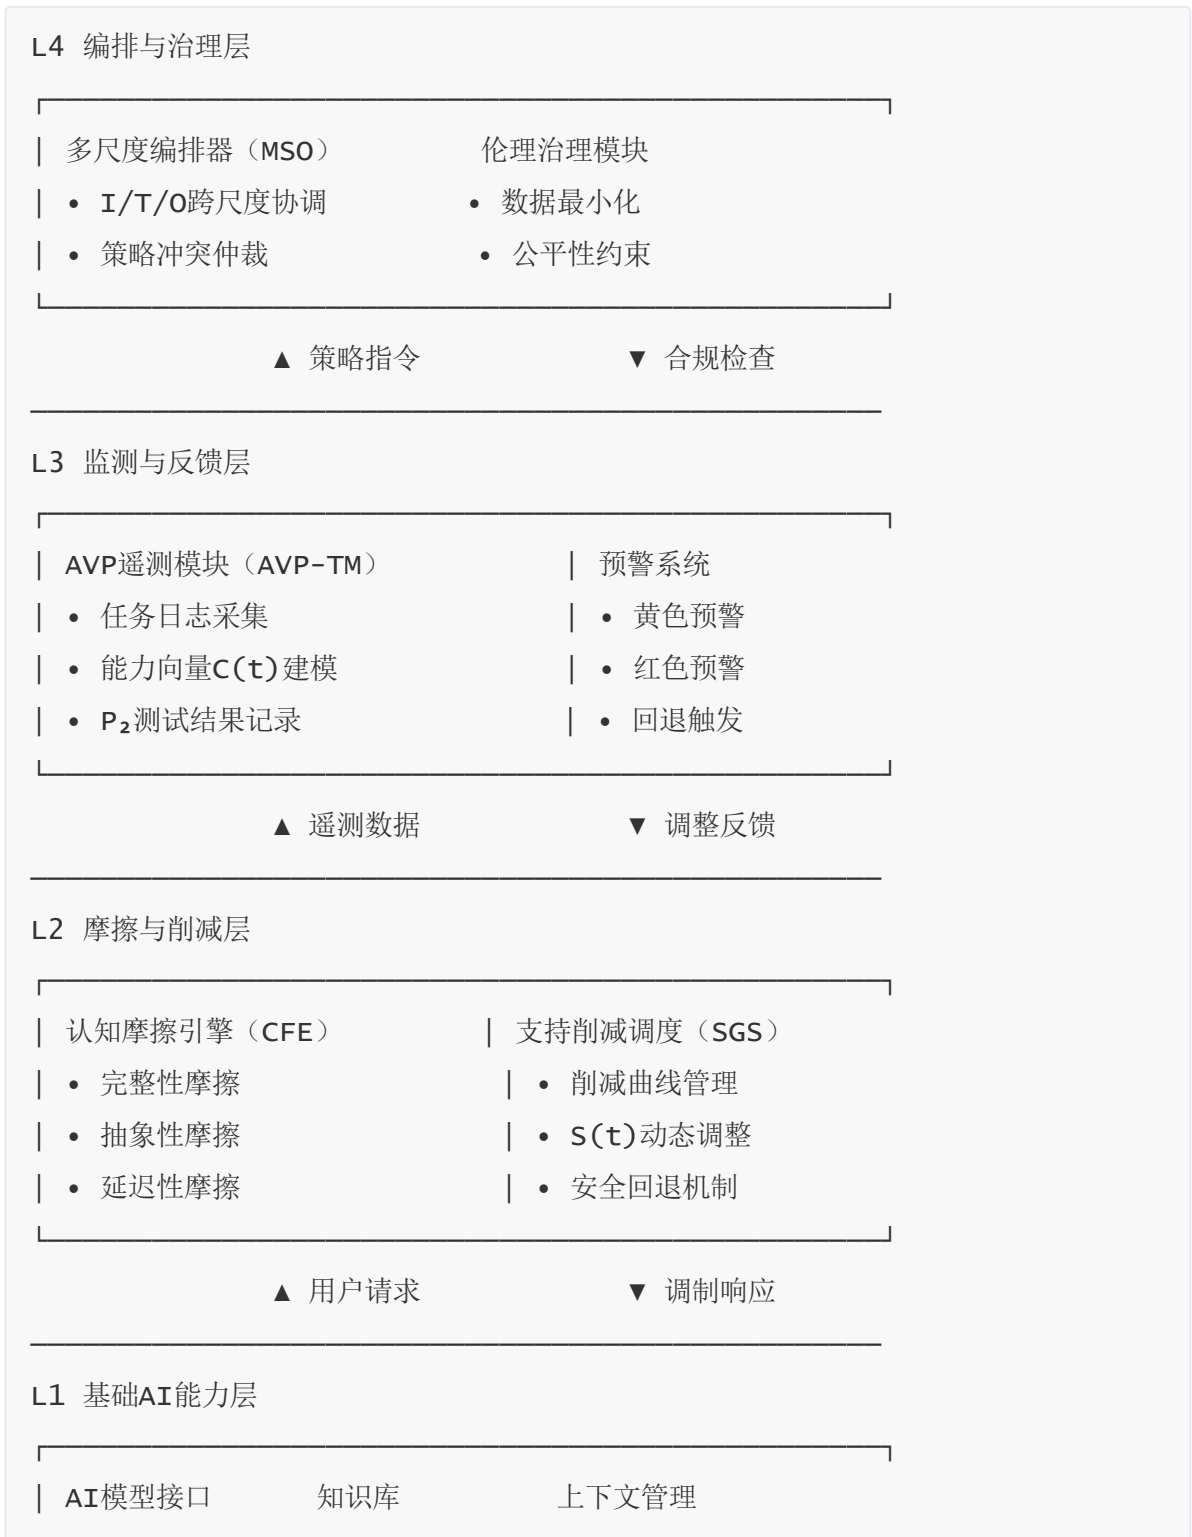 L4 编排与治理层
┌─────────────────────────────────────────────────┐
│ 多尺度编排器（MSO） 伦理治理模块
│ • I/T/O跨尺度协调 • 数据最小化
│ • 策略冲突仲裁 • 公平性约束
└─────────────────────────────────────────────────┘
▲ 策略指令 ▼ 合规检查
──────────────────────────────────────────────────
L3 监测与反馈层
┌─────────────────────────────────────────────────┐
│ AVP遥测模块（AVP-TM） │ 预警系统
│ • 任务日志采集 │ • 黄色预警
│ • 能力向量C(t)建模 │ • 红色预警
│ • P₂测试结果记录 │ • 回退触发
└─────────────────────────────────────────────────┘
▲ 遥测数据 ▼ 调整反馈
──────────────────────────────────────────────────
L2 摩擦与削减层
┌─────────────────────────────────────────────────┐
│ 认知摩擦引擎（CFE） │ 支持削减调度（SGS）
│ • 完整性摩擦 │ • 削减曲线管理
│ • 抽象性摩擦 │ • S(t)动态调整
│ • 延迟性摩擦 │ • 安全回退机制
└─────────────────────────────────────────────────┘
▲ 用户请求 ▼ 调制响应
──────────────────────────────────────────────────
L1 基础AI能力层
┌─────────────────────────────────────────────────┐
│ AI模型接口 知识库 上下文管理